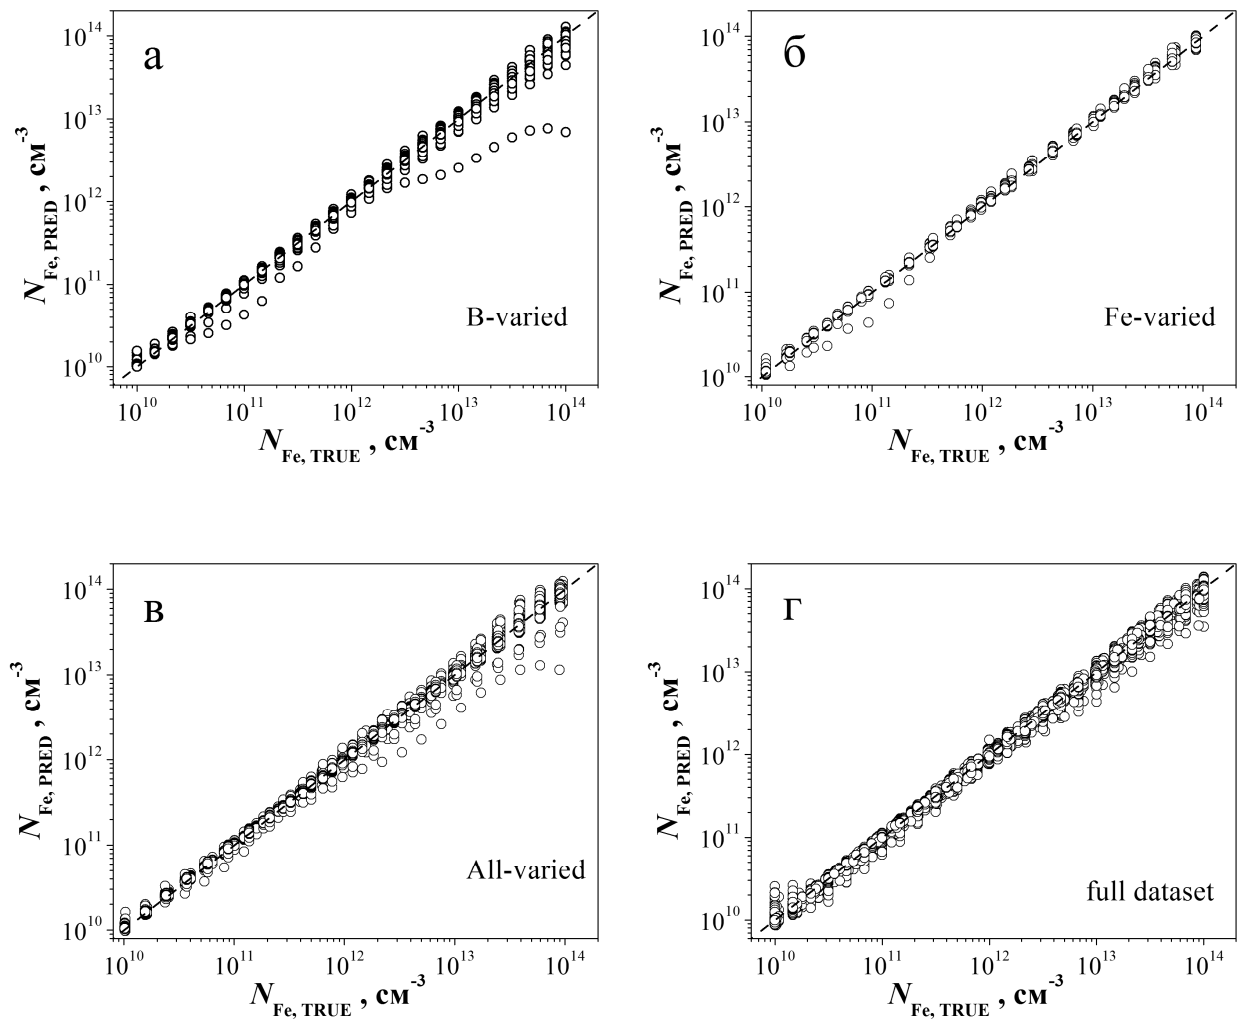 а
10^14
10^13
10^12
10^11
10^10
N_Fe, PRED , см^-3
B-varied
10^10 10^11 10^12 10^13 10^14
N_Fe, TRUE , см^-3
б
10^14
10^13
10^12
10^11
10^10
N_Fe, PRED , см^-3
Fe-varied
10^10 10^11 10^12 10^13 10^14
N_Fe, TRUE , см^-3
в
10^14
10^13
10^12
10^11
10^10
N_Fe, PRED , см^-3
All-varied
10^10 10^11 10^12 10^13 10^14
N_Fe, TRUE , см^-3
г
10^14
10^13
10^12
10^11
10^10
N_Fe, PRED , см^-3
full dataset
10^10 10^11 10^12 10^13 10^14
N_Fe, TRUE , см^-3